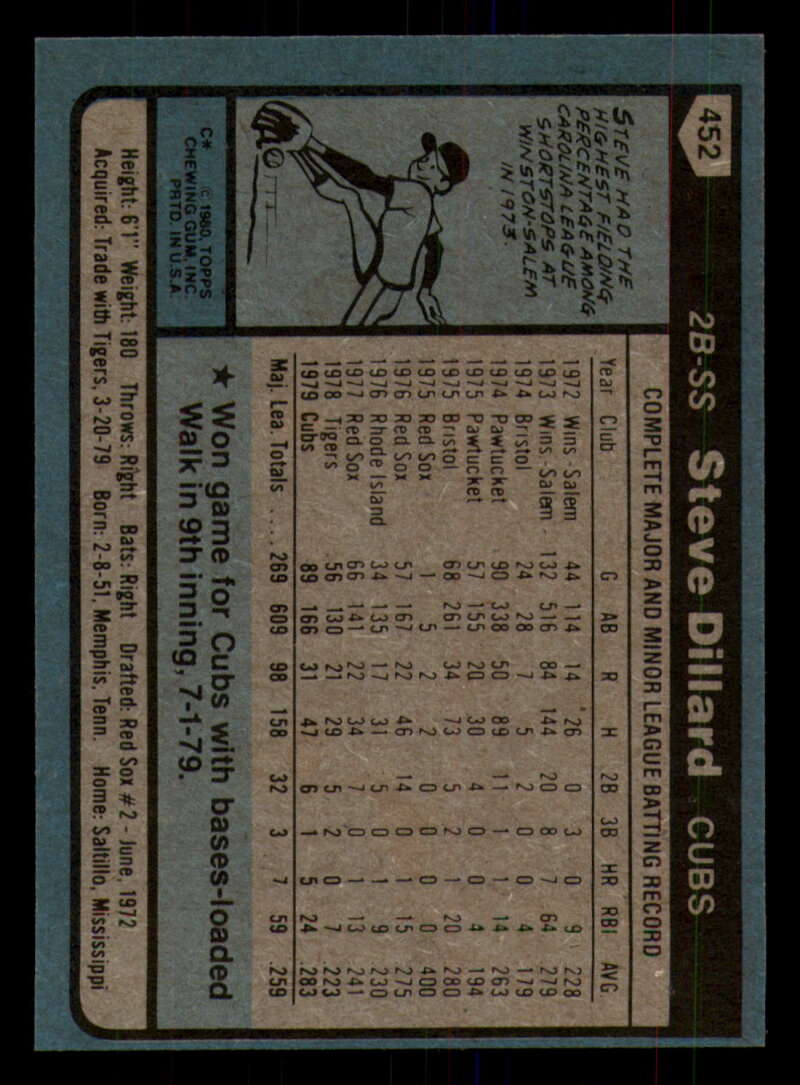 452
2B-SS Steve Dillard CUBS
STEVE HAD THE
HIGHEST FIELDING
PERCENTAGE AMONG
CAROLINA LEAGUE
SHORTSTOPS AT
WINSTON-SALEM
IN 1973.
C* © 1980, TOPPS
CHEWING GUM, INC.
PRTD. IN U.S.A.
COMPLETE MAJOR AND MINOR LEAGUE BATTING RECORD
Year Club G AB R H 2B 3B HR RBI AVG
1972 Wins.-Salem 44 114 14 26 0 3 0 9 .228
1973 Wins.-Salem 132 516 84 144 20 8 7 64 .279
1974 Bristol 24 28 7 5 2 0 0 4 .179
1974 Pawtucket 90 338 50 89 11 1 1 14 .263
1975 Pawtucket 57 155 20 30 4 0 0 4 .194
1975 Bristol 68 261 34 73 5 2 1 20 .280
1975 Red Sox 1 5 2 2 0 0 0 0 .400
1976 Red Sox 57 167 22 46 14 0 1 15 .275
1976 Rhode Island 34 135 17 31 5 0 1 9 .230
1977 Red Sox 66 141 22 34 7 0 1 13 .241
1978 Tigers 56 130 21 29 5 2 0 7 .223
1979 Cubs 89 166 31 47 6 1 5 24 .283
Maj. Lea. Totals .... 269 609 98 158 32 3 7 59 .259
★ Won game for Cubs with bases-loaded
Walk in 9th inning, 7-1-79.
Height: 6'1" Weight: 180 Throws: Right Bats: Right Drafted: Red Sox #2 - June, 1972
Acquired: Trade with Tigers, 3-20-79 Born: 2-8-51, Memphis, Tenn. Home: Saltillo, Mississippi